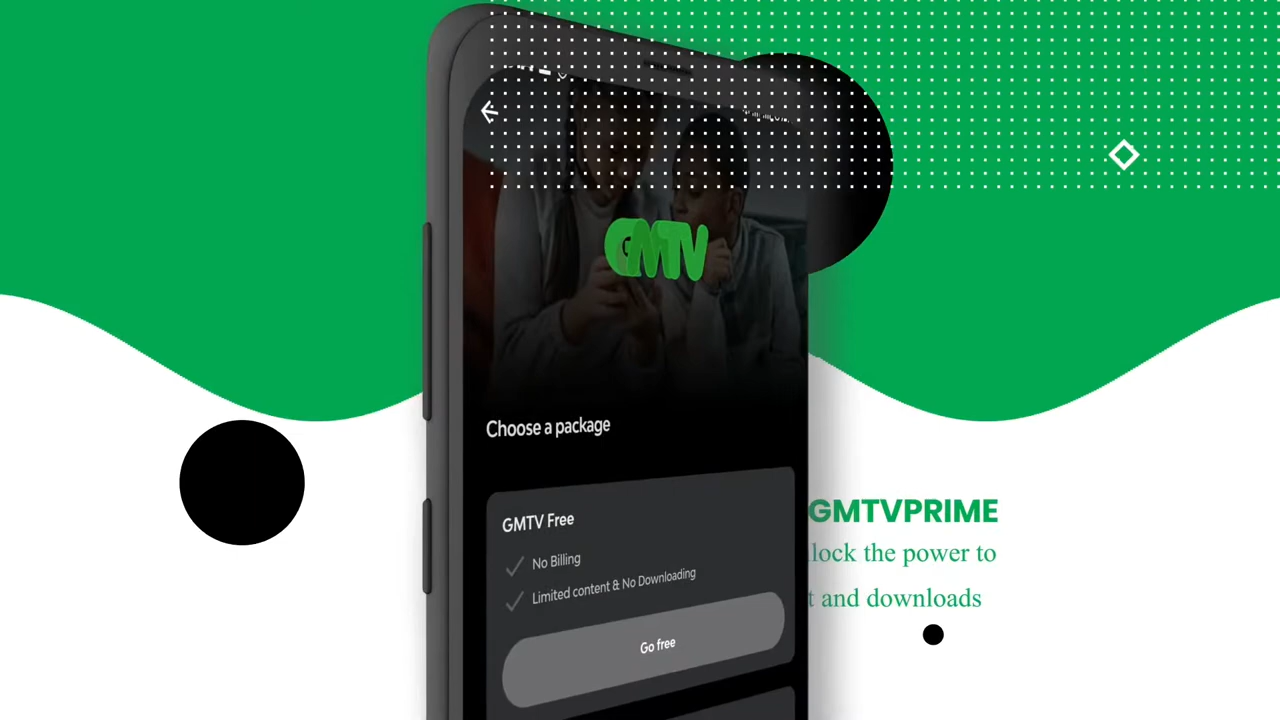 GMTV
Choose a package
GMTV Free
No Billing
Limited content & No Downloading
Go free
GMTVPRIME
the power to
and downloads